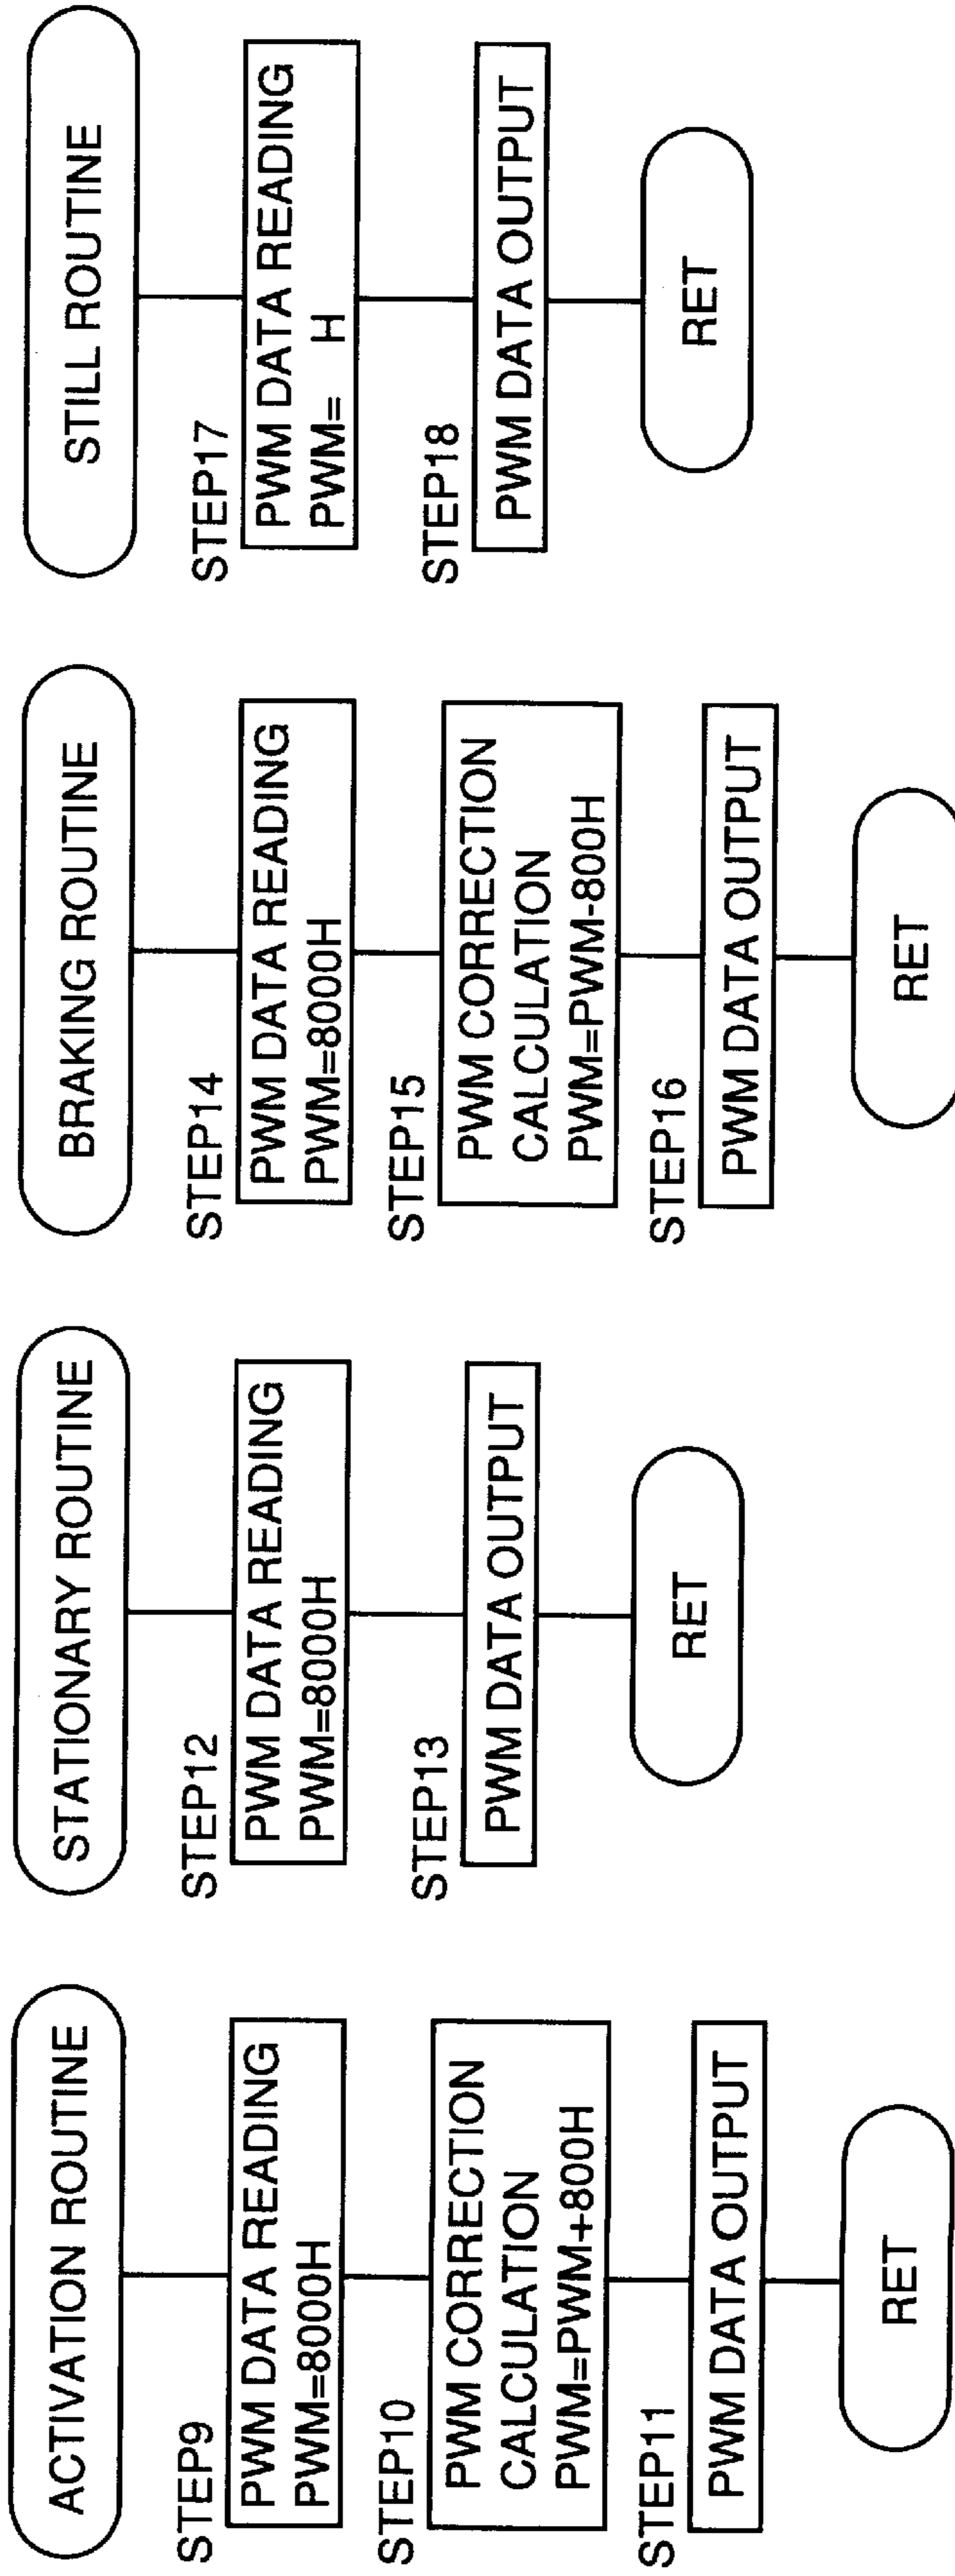 ACTIVATION ROUTINE
STEP9
PWM DATA READING
PWM=8000H
STEP10
PWM CORRECTION
CALCULATION
PWM=PWM+800H
STEP11
PWM DATA OUTPUT
RET
STATIONARY ROUTINE
STEP12
PWM DATA READING
PWM=8000H
STEP13
PWM DATA OUTPUT
RET
BRAKING ROUTINE
STEP14
PWM DATA READING
PWM=8000H
STEP15
PWM CORRECTION
CALCULATION
PWM=PWM-800H
STEP16
PWM DATA OUTPUT
RET
STILL ROUTINE
STEP17
PWM DATA READING
PWM= H
STEP18
PWM DATA OUTPUT
RET